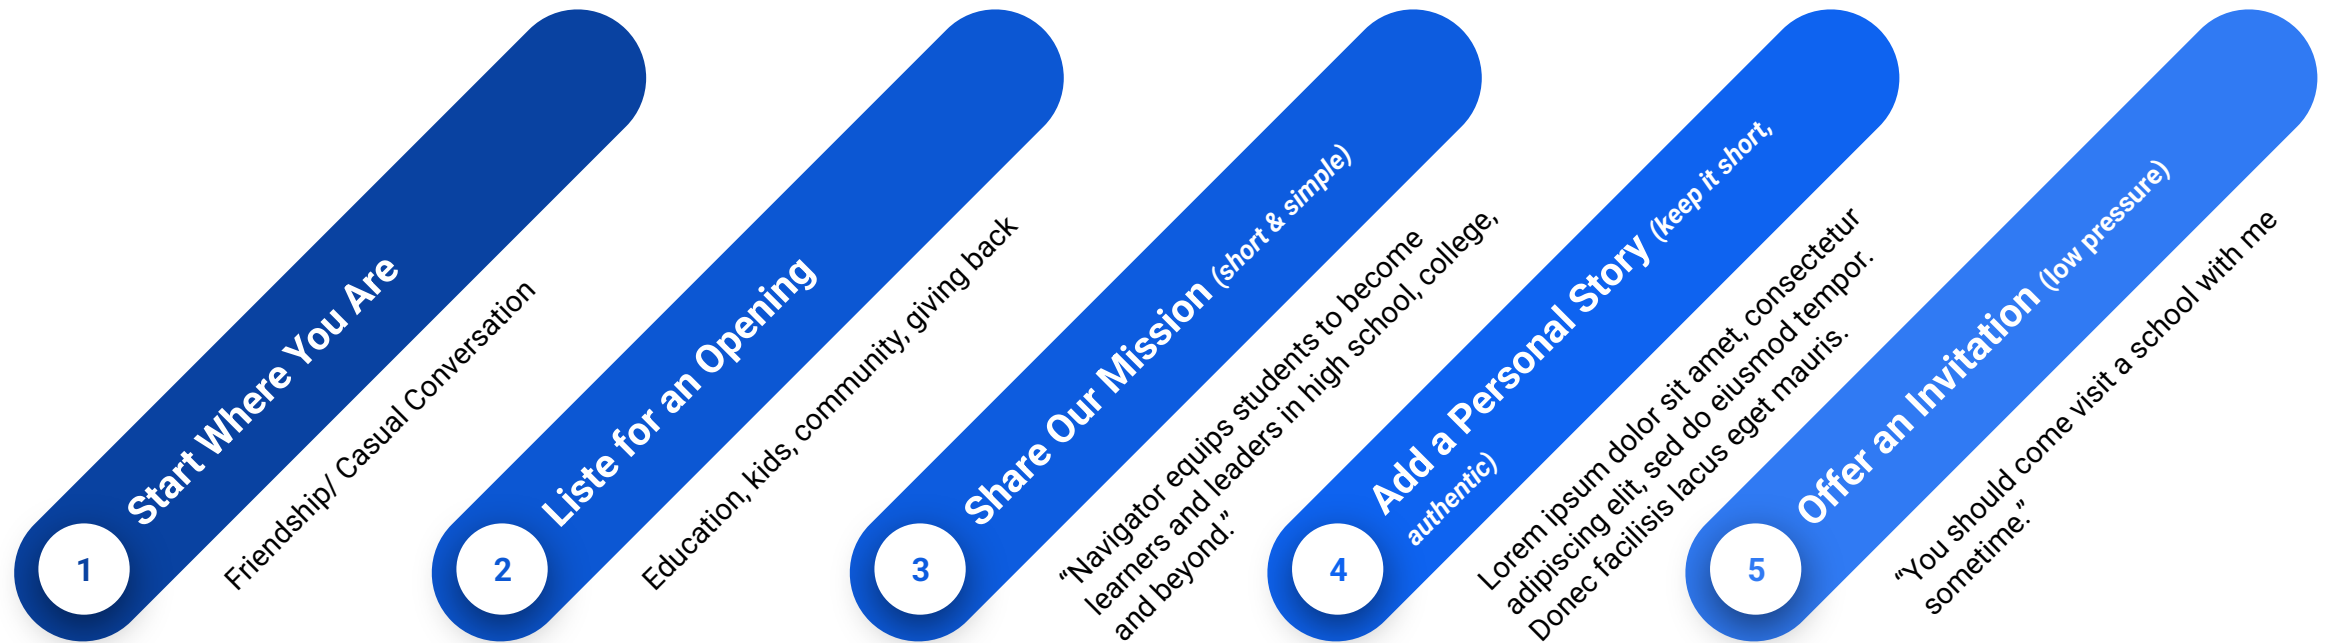 1
Start Where You Are
Friendship/ Casual Conversation
2
Liste for an Opening
Education, kids, community, giving back
3
Share Our Mission (short & simple)
“Navigator equips students to become
learners and leaders in high school, college,
and beyond.”
4
Add a Personal Story (keep it short,
authentic)
Lorem ipsum dolor sit amet, consectetur
adipiscing elit, sed do eiusmod tempor.
Donec facilisis lacus eget mauris.
5
Offer an Invitation (low pressure)
“You should come visit a school with me
sometime.”